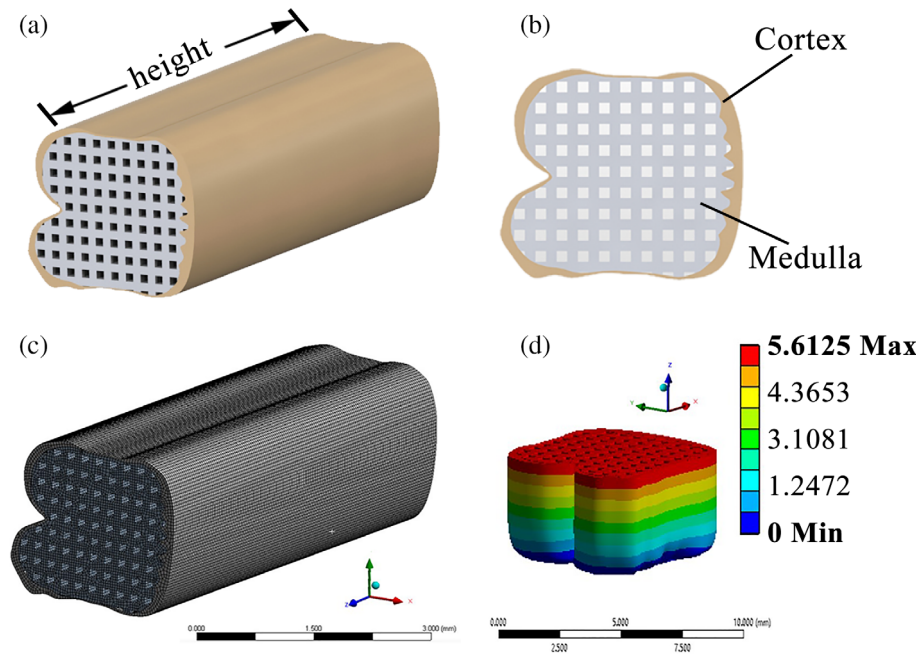 (a)
height
(b)
Cortex
Medulla
(c)
X
Z
0.000 1.500 3.000 (mm)
(d)
Z
Y X
5.6125 Max
4.3653
3.1081
1.2472
0 Min
0.000 5.000 10.000 (mm)
2.500 7.500